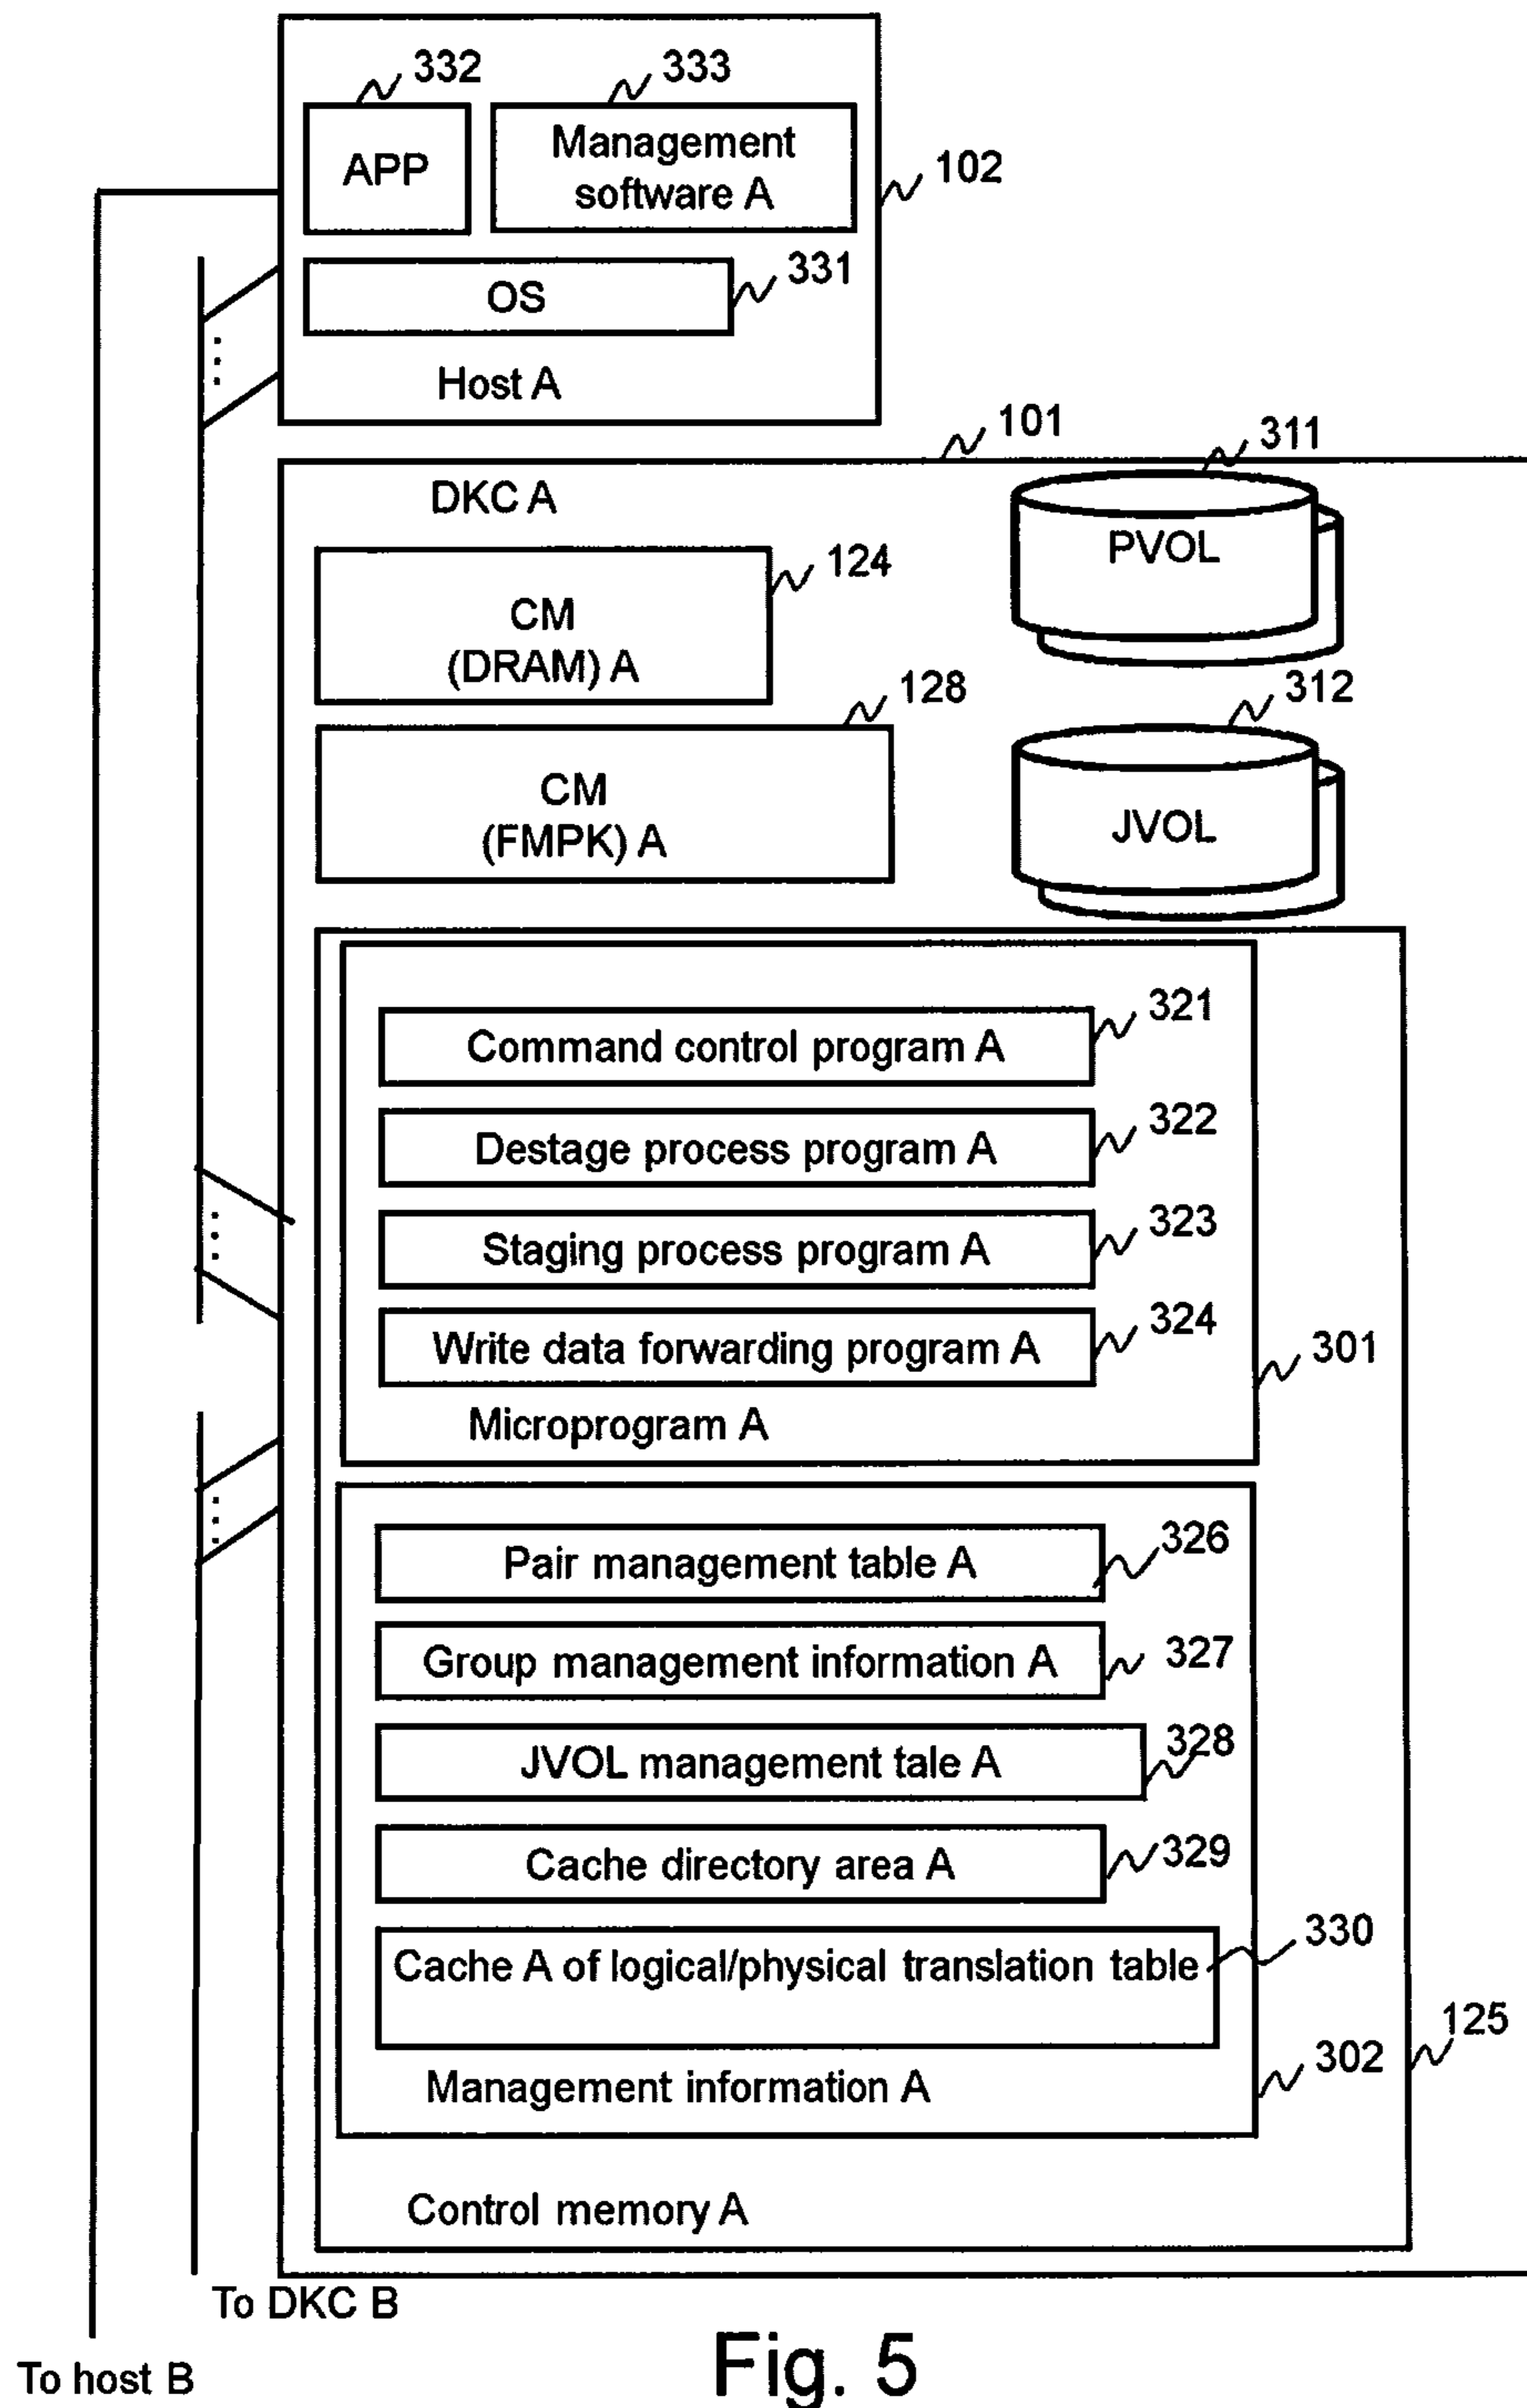 332
333
APP
Management
software A
102
331
OS
Host A
101
311
DKC A
PVOL
124
CM
(DRAM) A
128
312
CM
(FMPK) A
JVOL
321
Command control program A
322
Destage process program A
323
Staging process program A
324
Write data forwarding program A
301
Microprogram A
326
Pair management table A
327
Group management information A
328
JVOL management tale A
329
Cache directory area A
330
Cache A of logical/physical translation table
125
302
Management information A
Control memory A
To DKC B
Fig. 5
To host B